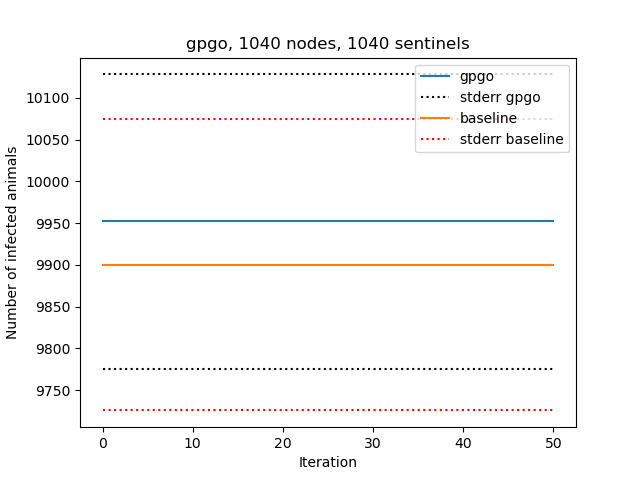 gpgo, 1040 nodes, 1040 sentinels
gpgo
stderr gpgo
baseline
stderr baseline
Number of infected animals
10100
10050
10000
9950
9900
9850
9800
9750
0 10 20 30 40 50
Iteration